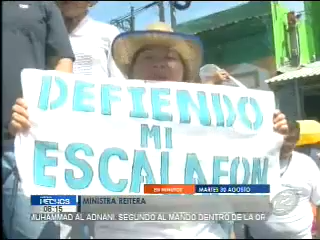 DEFIENDO
MI
ESCALAFON
EN MINUTOS
MARTES 30 AGOSTO
HECHOS
MINISTRA REITERA
08:15
MUHAMMAD AL ADNANI, SEGUNDO AL MANDO DENTRO DE LA OR